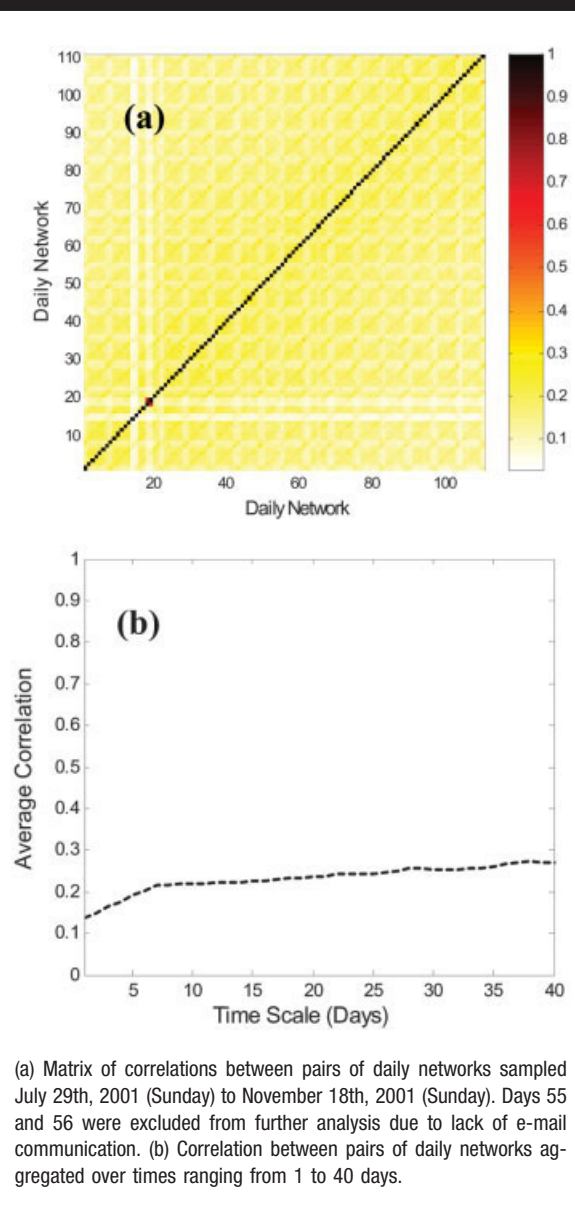 110
100
90
80
70
60
50
40
30
20
10
(a)
Daily Network
20 40 60 80 100
Daily Network
1
0.9
0.8
0.7
0.6
0.5
0.4
0.3
0.2
0.1
1
0.9
0.8
0.7
0.6
0.5
0.4
0.3
0.2
0.1
0
(b)
Average Correlation
5 10 15 20 25 30 35 40
Time Scale (Days)
(a) Matrix of correlations between pairs of daily networks sampled
July 29th, 2001 (Sunday) to November 18th, 2001 (Sunday). Days 55
and 56 were excluded from further analysis due to lack of e-mail
communication. (b) Correlation between pairs of daily networks ag-
gregated over times ranging from 1 to 40 days.